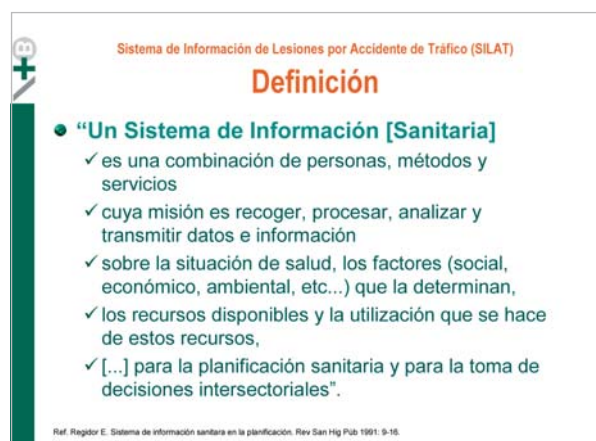 Sistema de Información de Lesiones por Accidente de Tráfico (SILAT)
Definición
“Un Sistema de Información [Sanitaria]
✓ es una combinación de personas, métodos y
servicios
✓ cuya misión es recoger, procesar, analizar y
transmitir datos e información
✓ sobre la situación de salud, los factores (social,
económico, ambiental, etc...) que la determinan,
✓ los recursos disponibles y la utilización que se hace
de estos recursos,
✓ [...] para la planificación sanitaria y para la toma de
decisiones intersectoriales”.
Ref. Regidor E. Sistema de información sanitara en la planificación. Rev San Hig Púb 1991: 9-16.